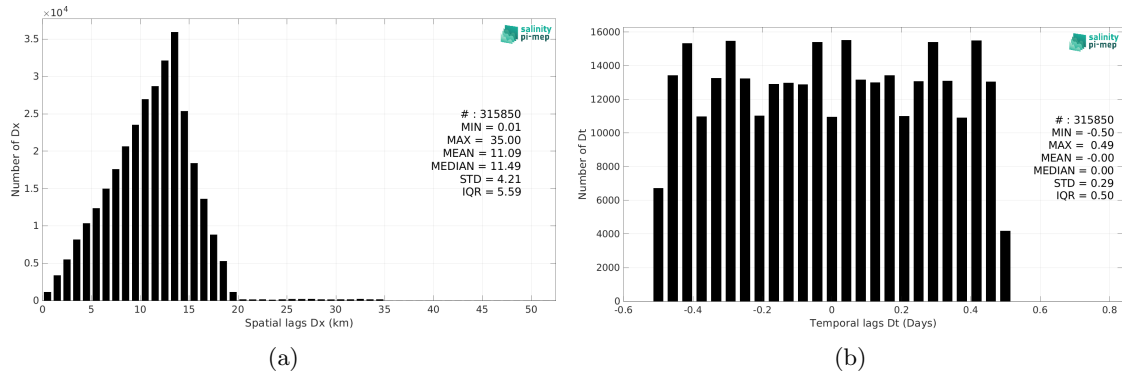 ×10⁴
3.5
3
2.5
2
1.5
1
0.5
0
Number of Dx
0 5 10 15 20 25 30 35 40 45 50
Spatial lags Dx (km)
salinity
pi-mep
# : 315850
MIN = 0.01
MAX = 35.00
MEAN = 11.09
MEDIAN = 11.49
STD = 4.21
IQR = 5.59
(a)
16000
14000
12000
10000
8000
6000
4000
2000
0
Number of Dt
-0.6 -0.4 -0.2 0 0.2 0.4 0.6 0.8
Temporal lags Dt (Days)
salinity
pi-mep
# : 315850
MIN = -0.50
MAX = 0.49
MEAN = -0.00
MEDIAN = 0.00
STD = 0.29
IQR = 0.50
(b)